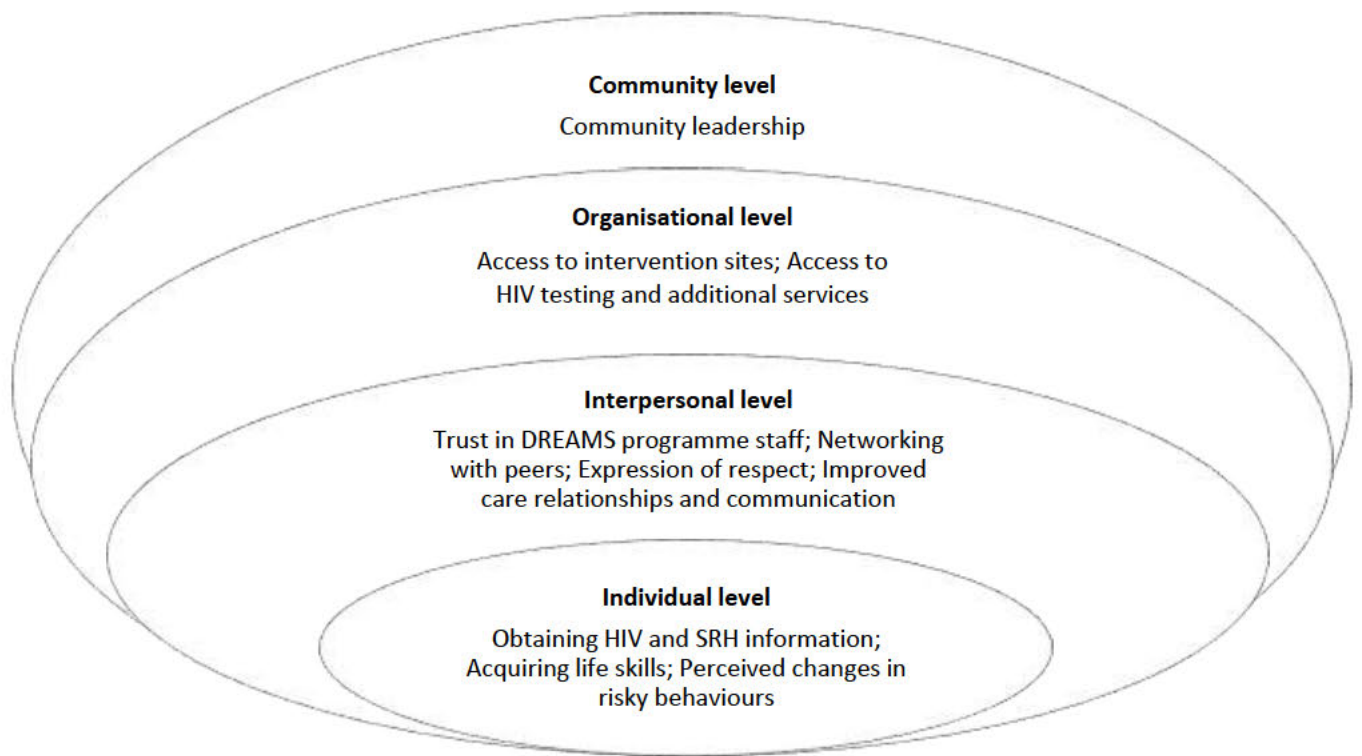 Community level
Community leadership
Organisational level
Access to intervention sites; Access to
HIV testing and additional services
Interpersonal level
Trust in DREAMS programme staff; Networking
with peers; Expression of respect; Improved
care relationships and communication
Individual level
Obtaining HIV and SRH information;
Acquiring life skills; Perceived changes in
risky behaviours